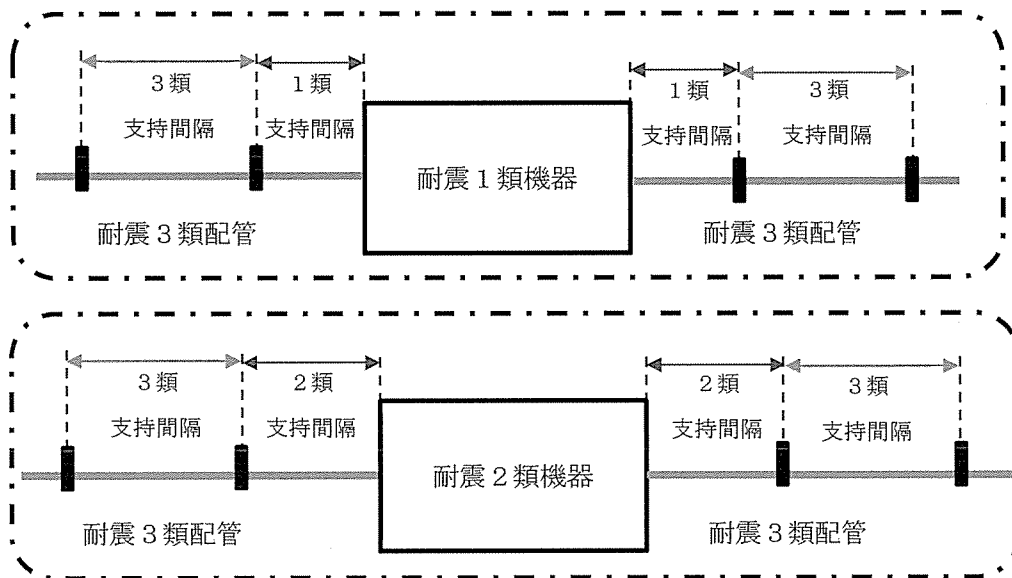 3類
支持間隔
1類
支持間隔
1類
支持間隔
3類
支持間隔
耐震1類機器
耐震3類配管
耐震3類配管
3類
支持間隔
2類
支持間隔
2類
支持間隔
3類
支持間隔
耐震2類機器
耐震3類配管
耐震3類配管